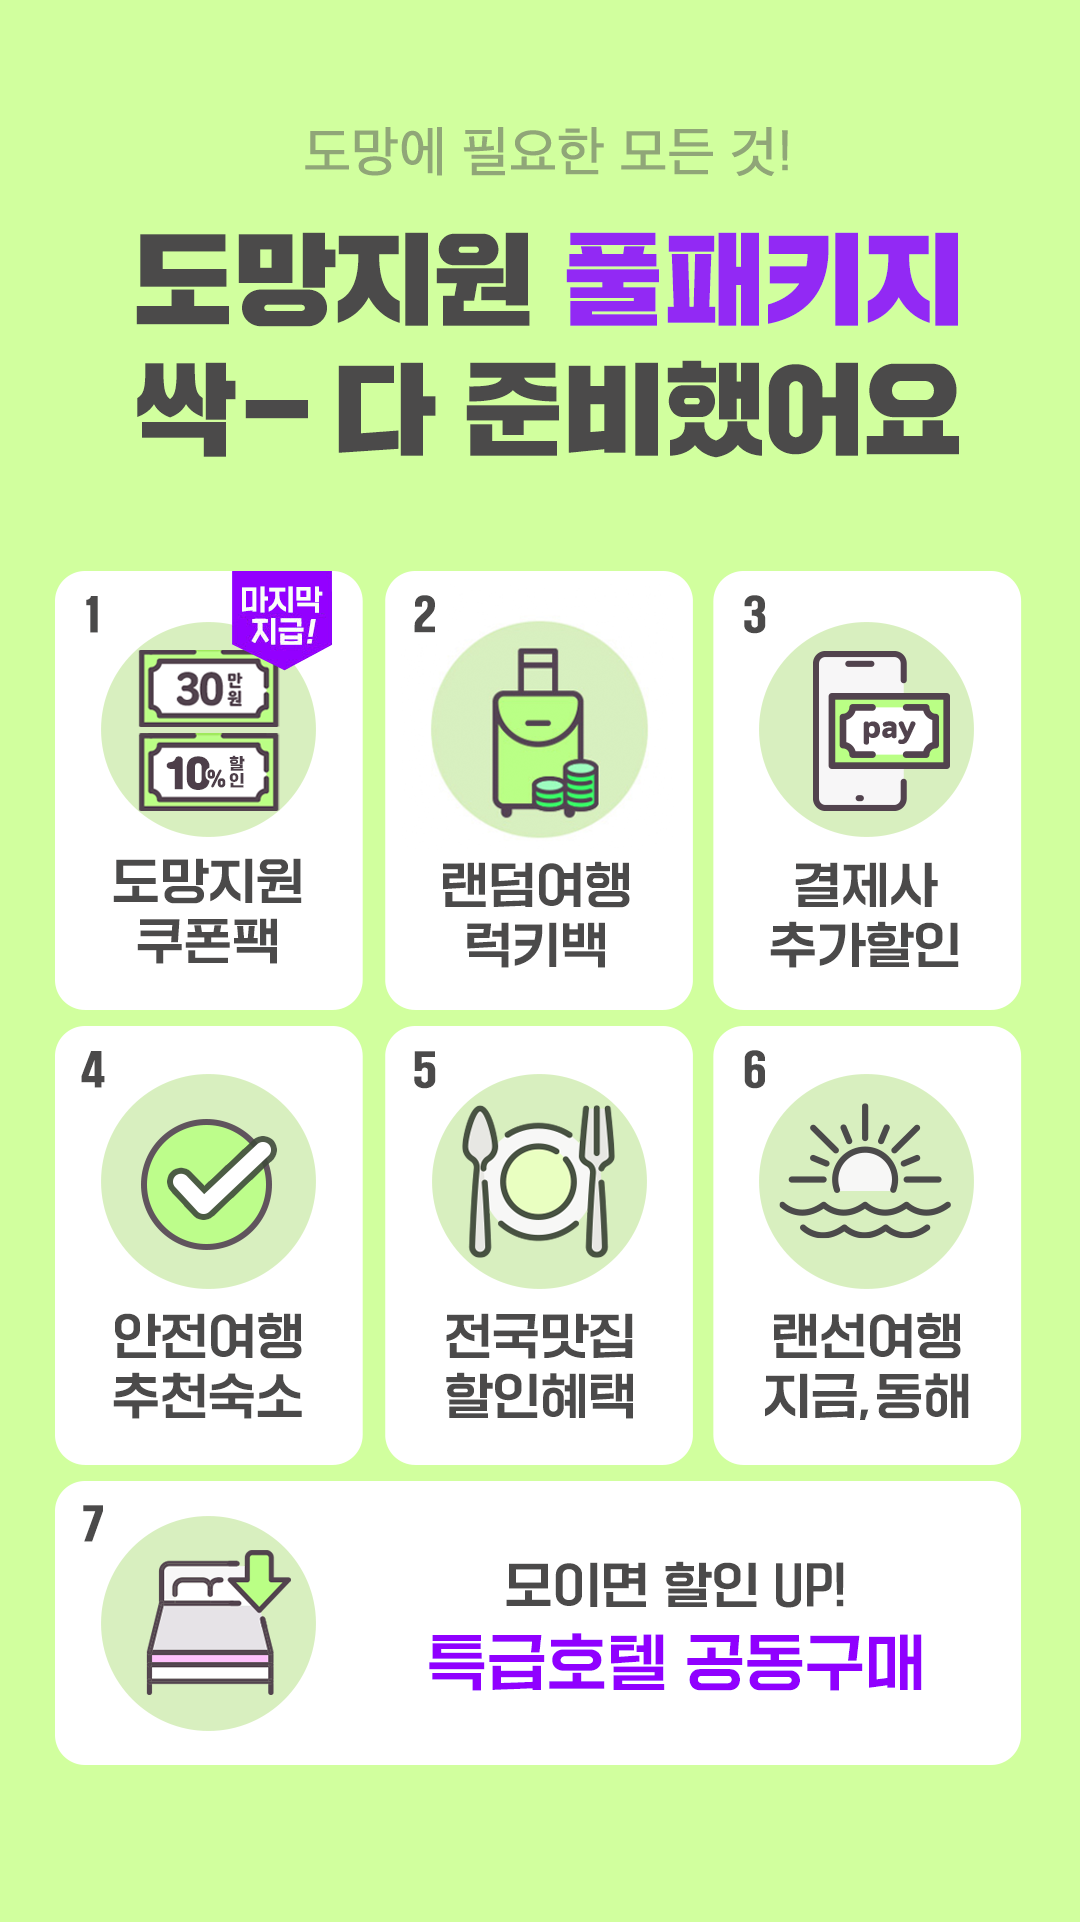 도망에 필요한 모든 것!
도망지원 풀패키지
싹- 다 준비했어요
1
마지막
지급!
30만원
10%할인
도망지원
쿠폰팩
2
랜덤여행
럭키백
3
pay
결제사
추가할인
4
안전여행
추천숙소
5
전국맛집
할인혜택
6
랜선여행
지금,동해
7
모이면 할인 UP!
특급호텔 공동구매